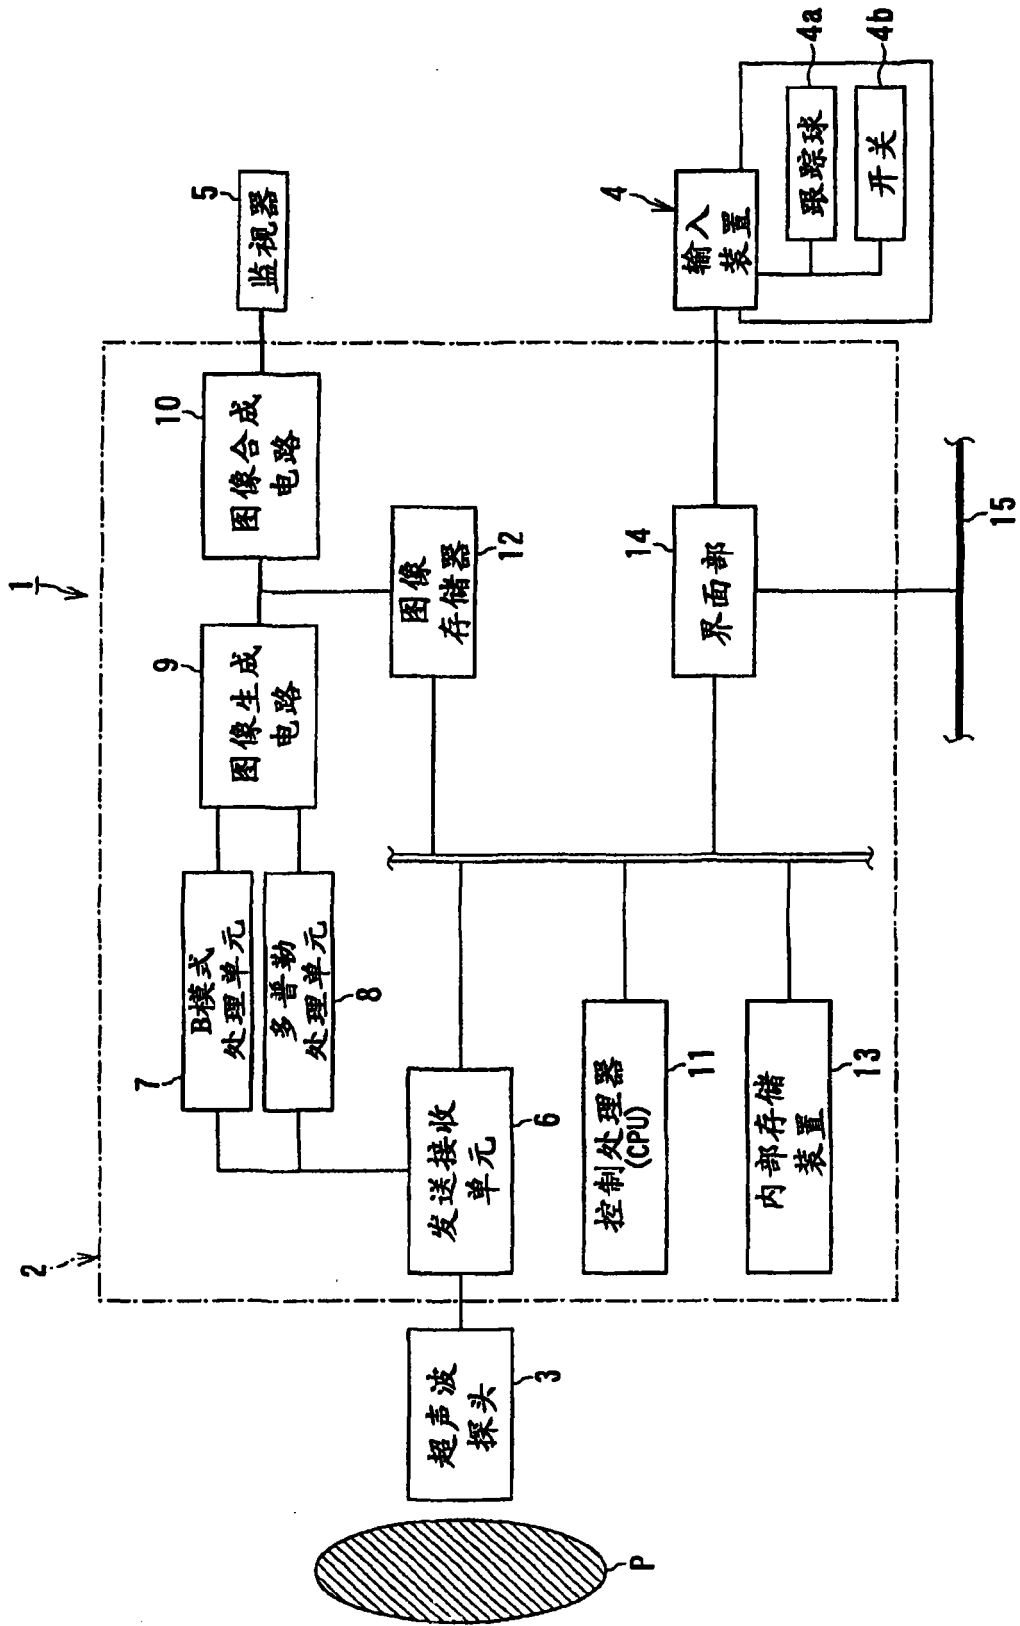 1
2
5
监视器
10
图像合成
电路
9
图像生成
电路
7
B模式
处理单元
多普勒
处理单元
8
图像
存储器
12
4
输入
装置
跟踪球
4a
开关
4b
14
界面部
15
发送接收
单元
6
控制处理器
(CPU)
11
内部存储
装置
13
超声波
探头
3
P